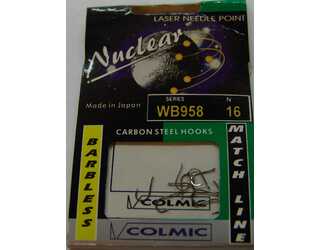 LASER NEEDLE POINT
Nuclear
SERIES
N
Made in Japan
WB958
16
CARBON STEEL HOOKS
BARBLESS
MATCH LINE
COLMIC
COLMIC